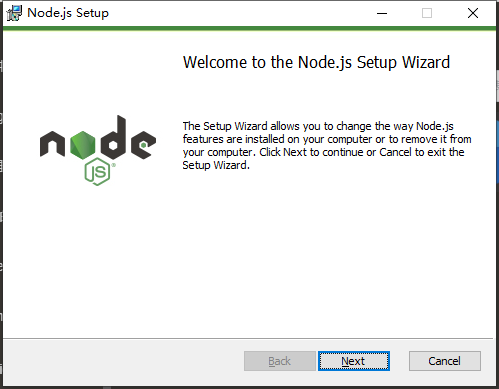 Node.js Setup
Welcome to the Node.js Setup Wizard
The Setup Wizard allows you to change the way Node.js
features are installed on your computer or to remove it from
your computer. Click Next to continue or Cancel to exit the
Setup Wizard.
node
JS
Back
Next
Cancel